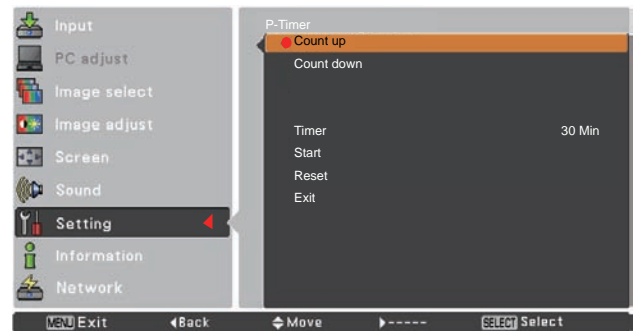 Input
PC adjust
Image select
Image adjust
Screen
Sound
Setting
Information
Network
P-Timer
Count up
Count down
Timer 30 Min
Start
Reset
Exit
MENU Exit ◀Back Move ▶----- SELECT Select